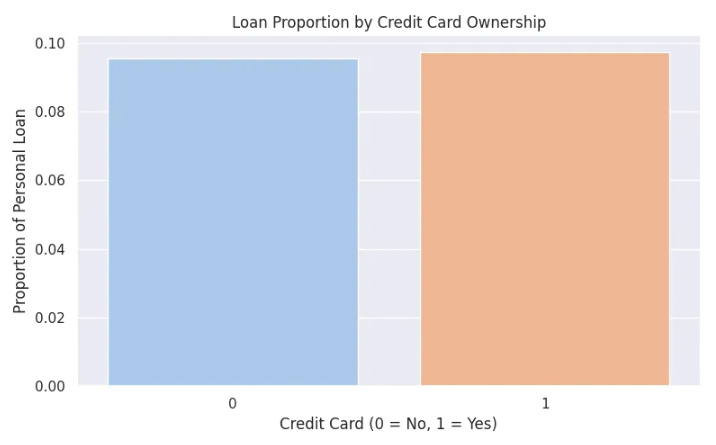 Loan Proportion by Credit Card Ownership
Proportion of Personal Loan
0.10
0.08
0.06
0.04
0.02
0.00
0
1
Credit Card (0 = No, 1 = Yes)